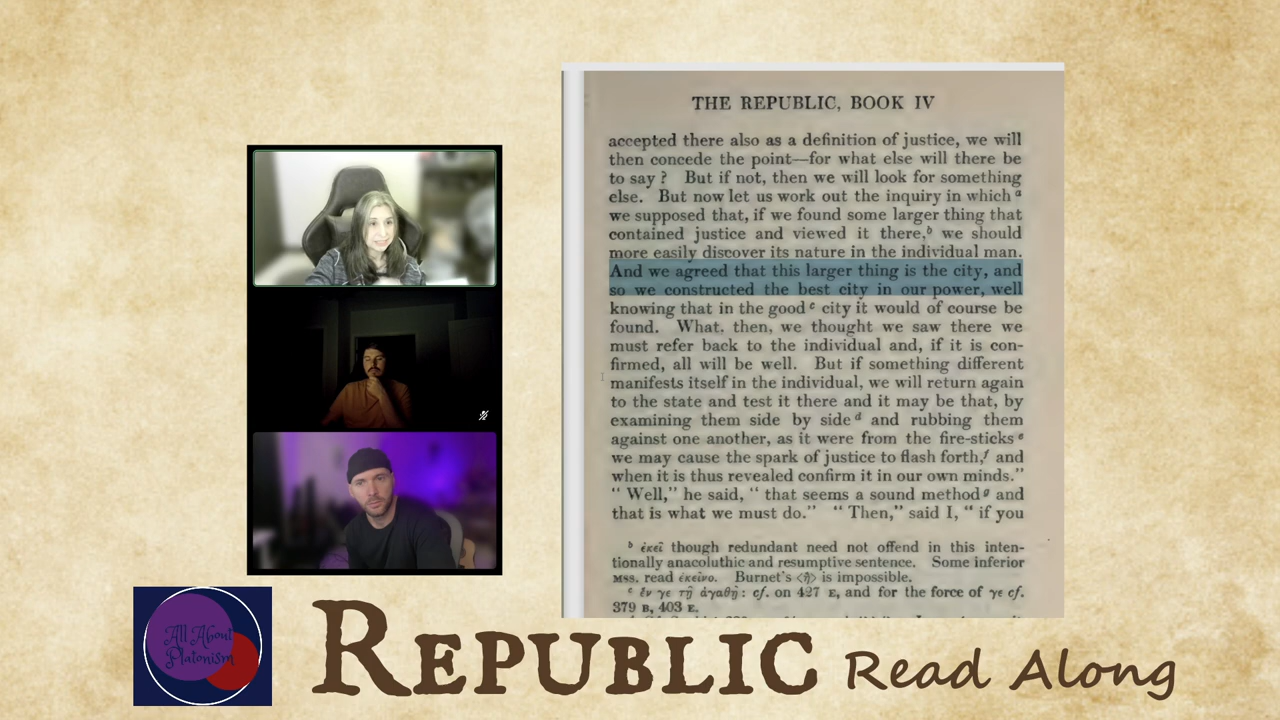 THE REPUBLIC, BOOK IV
accepted there also as a definition of justice, we will
then concede the point—for what else will there be
to say ? But if not, then we will look for something
else. But now let us work out the inquiry in which ᵃ
we supposed that, if we found some larger thing that
contained justice and viewed it there,ᵇ we should
more easily discover its nature in the individual man.
And we agreed that this larger thing is the city, and
so we constructed the best city in our power, well
knowing that in the good ᶜ city it would of course be
found. What. then, we thought we saw there we
must refer back to the individual and, if it is con-
firmed, all will be well. But if something different
manifests itself in the individual, we will return again
to the state and test it there and it may be that, by
examining them side by side ᵈ and rubbing them
against one another, as it were from the fire-sticks ᵉ
we may cause the spark of justice to flash forth,ᶠ and
when it is thus revealed confirm it in our own minds.”
“ Well,” he said, “ that seems a sound method ᵍ and
that is what we must do.” “ Then,” said I, “ if you
ᵇ ἐκεῖ though redundant need not offend in this inten-
tionally anacoluthic and resumptive sentence. Some inferior
MSS. read ἐκεῖνο. Burnet's ⟨ᾗ⟩ is impossible.
ᶜ ἔν γε τῇ ἀγαθῇ : cf. on 427 E, and for the force of γε cf.
379 B, 403 E.
All About
Platonism
REPUBLIC Read Along